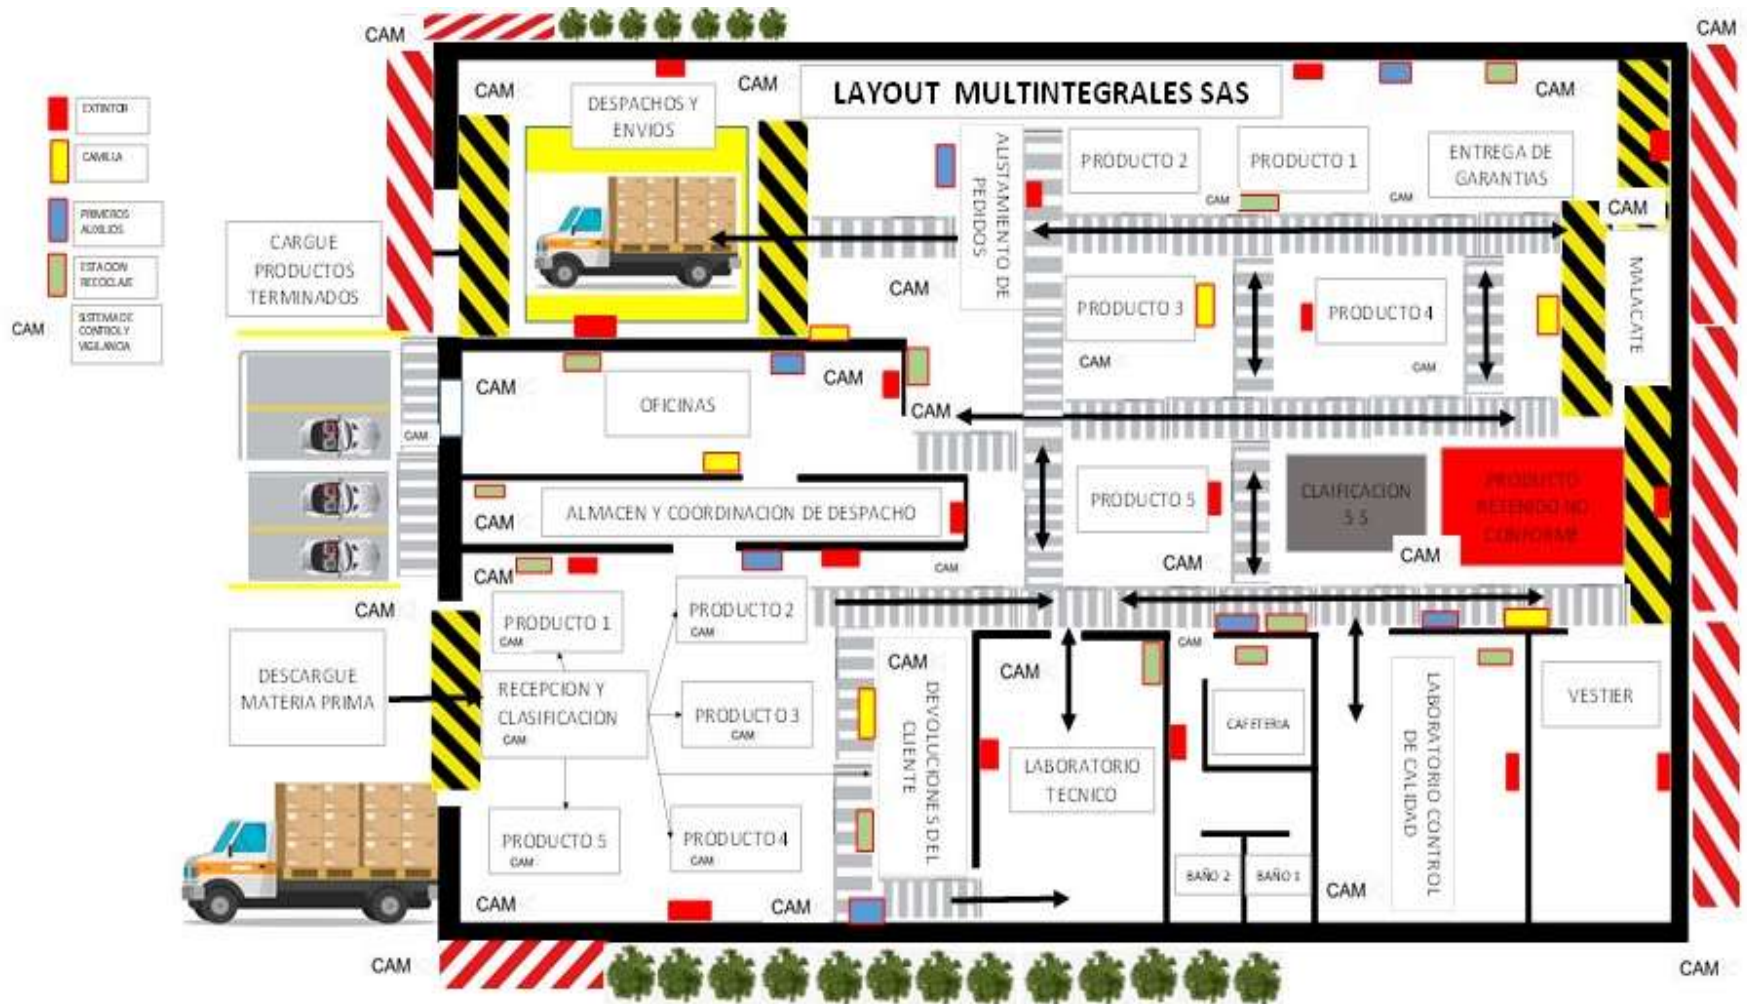 CAM
CAM
LAYOUT MULTINTEGRALES SAS
EXTINTOR
CAMILLA
PRIMEROS
AUXILIOS
ESTACION
RECICLAJE
CAM
SISTEMA DE
CONTROL Y
VIGILANCIA
CAM
CAM
CAM
DESPACHOS Y
ENVIOS
ALISTAMIENTO DE
PEDIDOS
PRODUCTO 2
PRODUCTO 1
ENTREGA DE
GARANTIAS
CAM
CAM
CAM
CARGUE
PRODUCTOS
TERMINADOS
CAM
CAM
MALACATE
PRODUCTO 3
PRODUCTO 4
CAM
CAM
CAM
CAM
CAM
OFICINAS
CAM
CAM
ALMACEN Y COORDINACION DE DESPACHO
CAM
PRODUCTO 5
CLAIFICACION
5 S
PRODUCTO
RETENIDO NO
CONFORME
CAM
CAM
CAM
CAM
CAM
DESCARGUE
MATERIA PRIMA
PRODUCTO 1
CAM
PRODUCTO 2
CAM
RECEPCION Y
CLASIFICACIÓN
CAM
PRODUCTO 3
CAM
PRODUCTO 5
CAM
PRODUCTO 4
CAM
CAM
CAM
CAM
DEVOLUCIONES DEL
CLIENTE
CAM
LABORATORIO
TECNICO
CAM
CAFETERIA
BAÑO 2
BAÑO 1
LABORATORIO CONTROL
DE CALIDAD
CAM
VESTIER
CAM
CAM